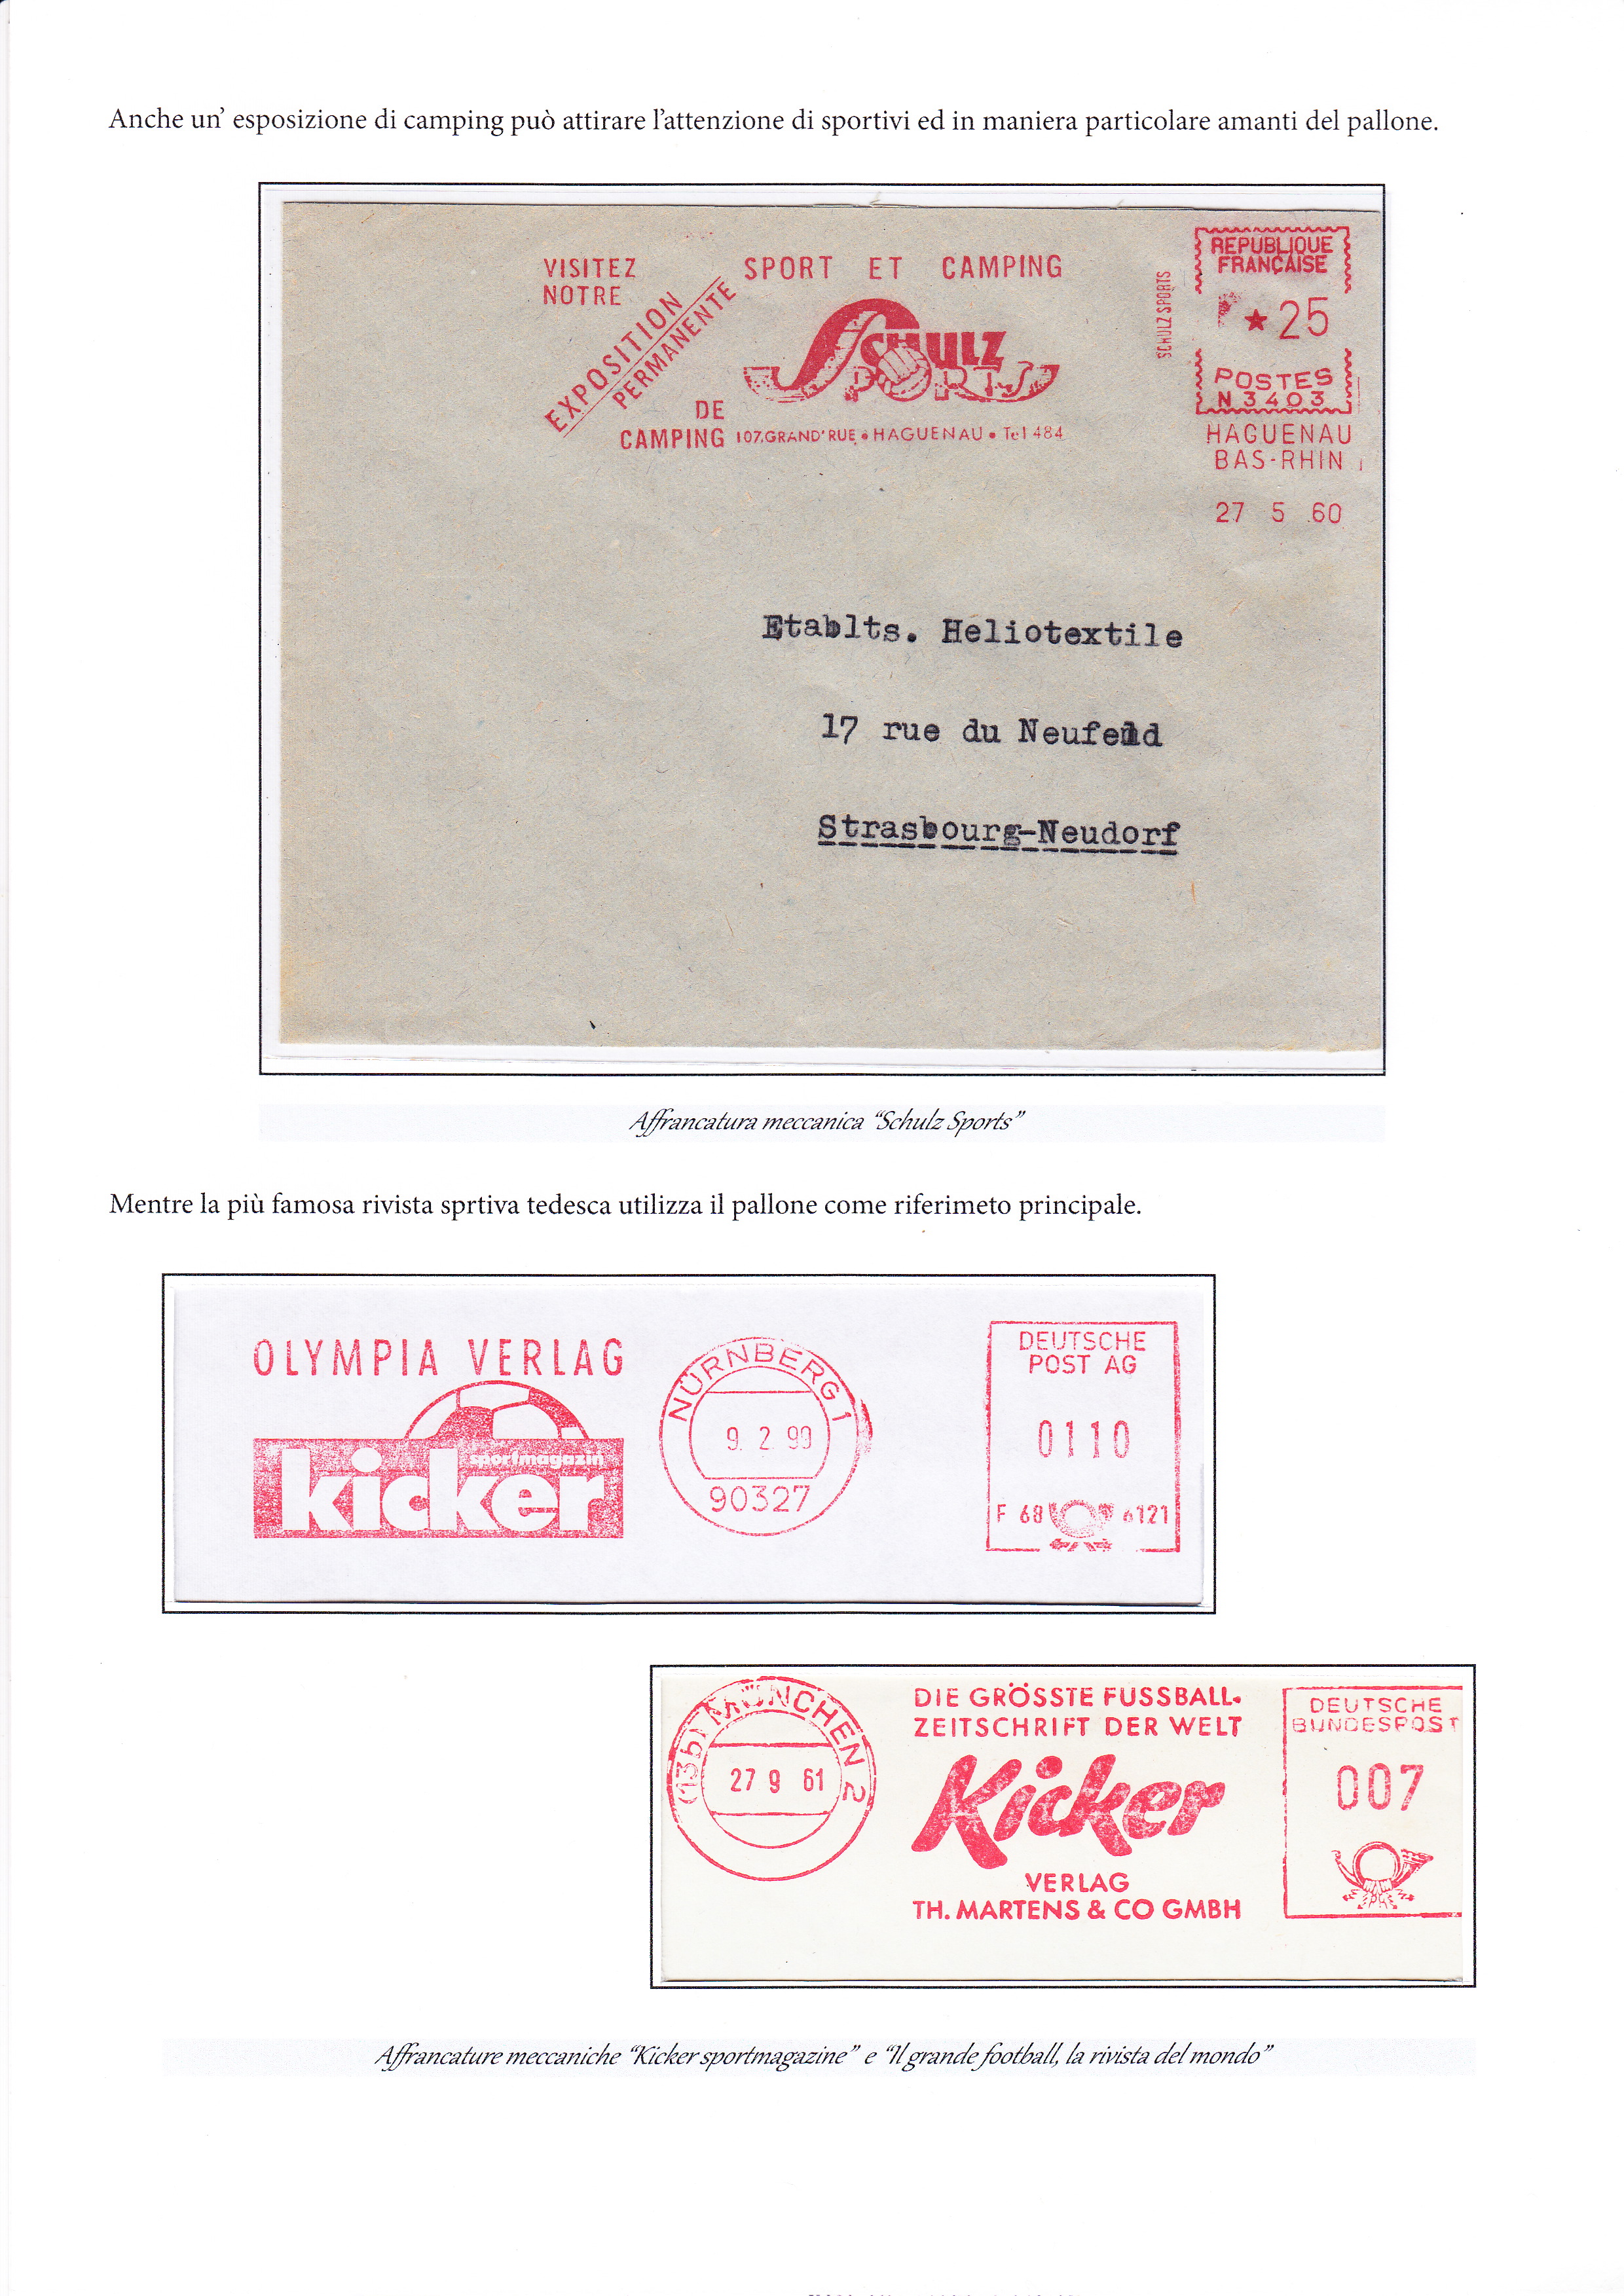 Anche un' esposizione di camping può attirare l'attenzione di sportivi ed in maniera particolare amanti del pallone.
VISITEZ
NOTRE
EXPOSITION
PERMANENTE
DE
CAMPING
SPORT ET CAMPING
SCHULZ
SPORTS
107,GRAND'RUE • HAGUENAU • Tel 484
SCHULZ SPORTS
REPUBLIQUE
FRANÇAISE
★ 25
POSTES
N 3403
HAGUENAU
BAS-RHIN
27 5 60
Etablts. Heliotextile
17 rue du Neufeld
Strasbourg-Neudorf
Affrancatura meccanica “Schulz Sports”
Mentre la più famosa rivista sprtiva tedesca utilizza il pallone come riferimeto principale.
OLYMPIA VERLAG
sportmagazin
kicker
NÜRNBERG 1
9. 2. 99
90327
DEUTSCHE
POST AG
0110
F 68 6121
(13b) MÜNCHEN 2
27 9 61
DIE GRÖSSTE FUSSBALL-
ZEITSCHRIFT DER WELT
Kicker
VERLAG
TH. MARTENS & CO GMBH
DEUTSCHE
BUNDESPOST
007
Affrancature meccaniche “Kicker sportmagazine” e “Il grande football, la rivista del mondo”